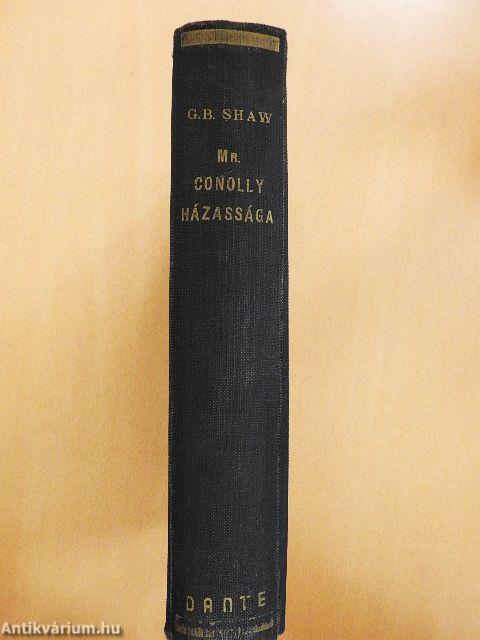 G.B. SHAW
MR.
CONOLLY
HÁZASSÁGA
DANTE
Antikvárium.hu